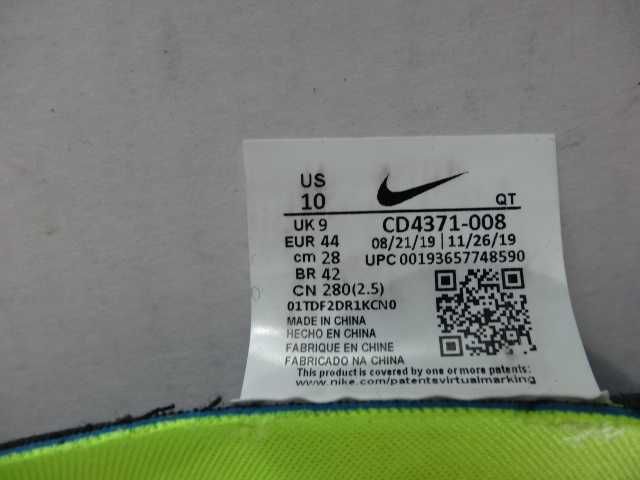 US
10
QT
UK 9
CD4371-008
EUR 44
08/21/19 | 11/26/19
cm 28
UPC 00193657748590
BR 42
CN 280(2.5)
01TDF2DR1KCN0
MADE IN CHINA
HECHO EN CHINA
FABRIQUE EN CHINE
FABRICADO NA CHINA
This product is covered by one or more patents:
www.nike.com/patentsvirtualmarking